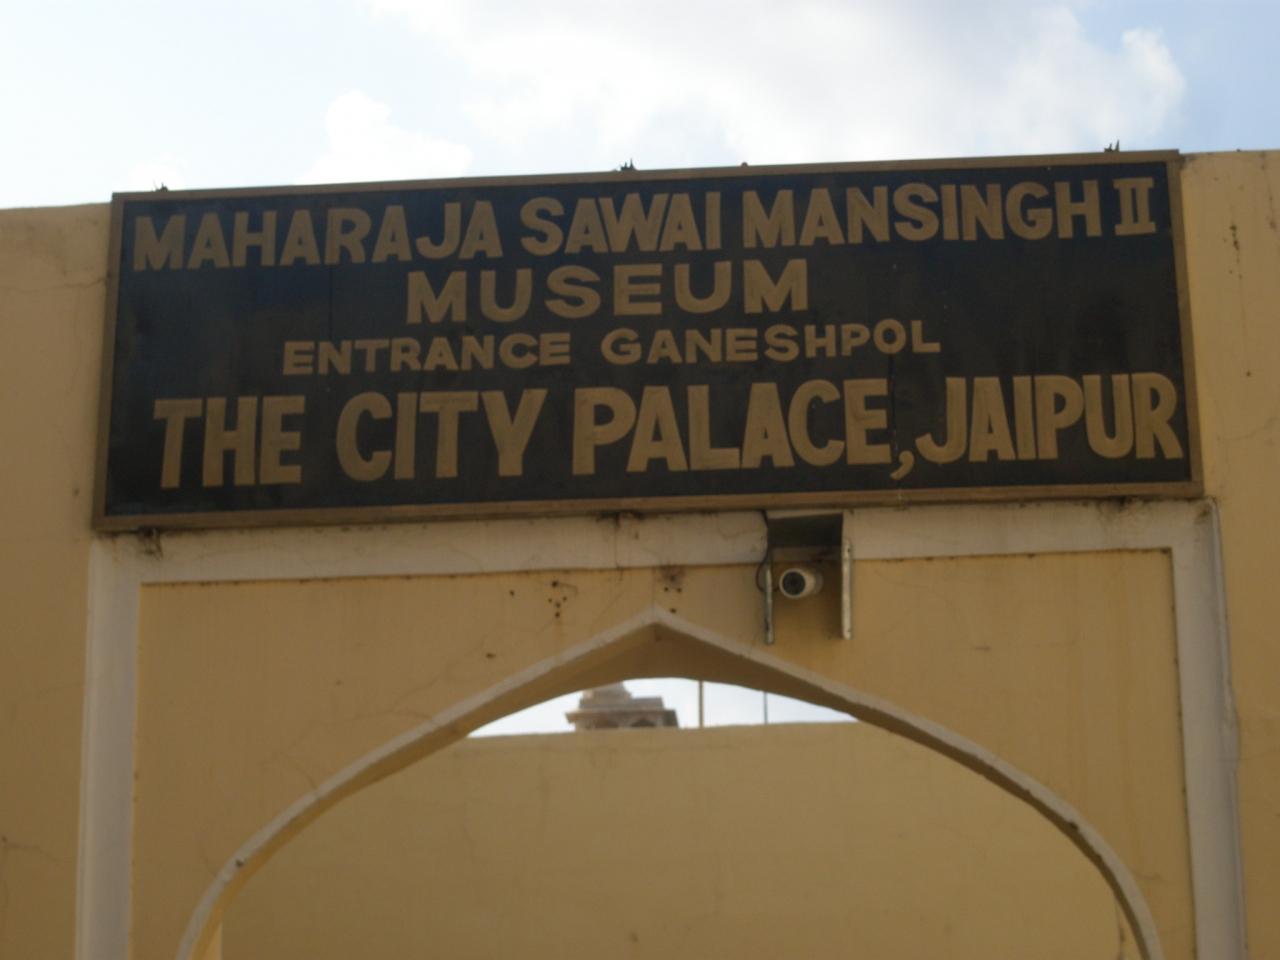 MAHARAJA SAWAI MANSINGH II
MUSEUM
ENTRANCE GANESHPOL
THE CITY PALACE, JAIPUR